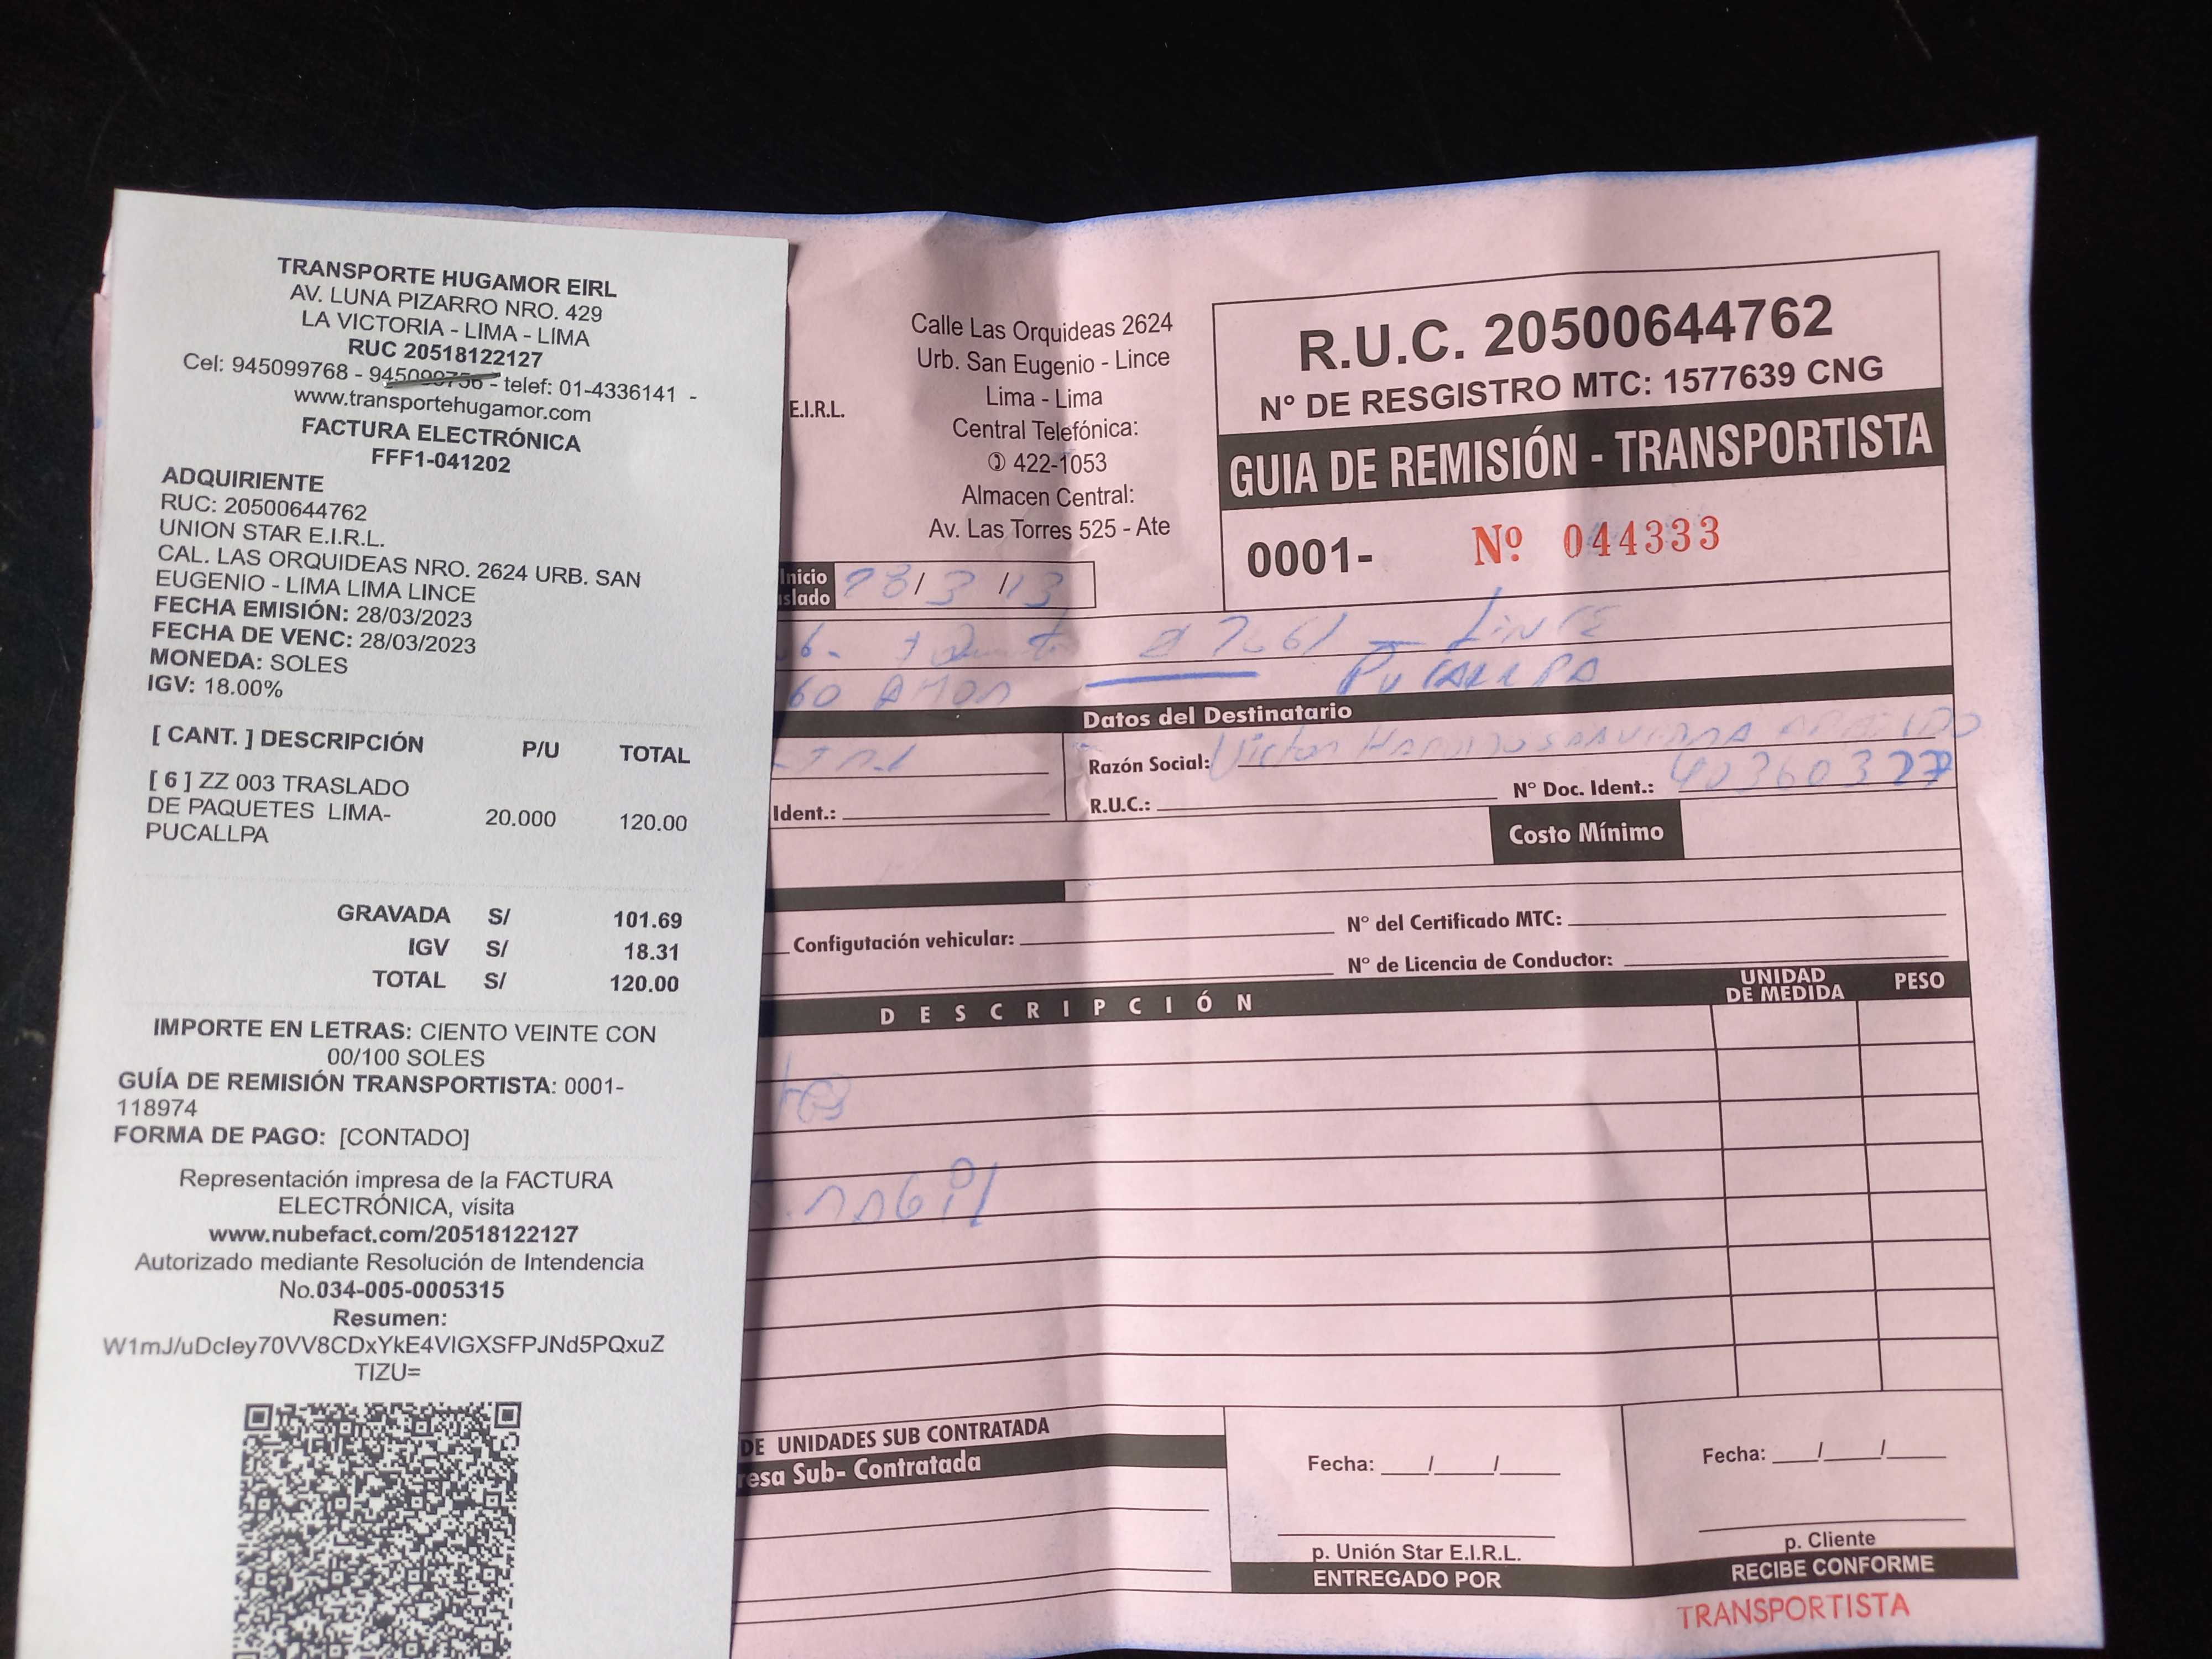 TRANSPORTE HUGAMOR EIRL
AV. LUNA PIZARRO NRO. 429
LA VICTORIA - LIMA - LIMA
RUC 20518122127
Cel: 945099768 - - telef: 01-4336141 -
www.transportehugamor.com
FACTURA ELECTRÓNICA
FFF1-041202
ADQUIRIENTE
RUC: 20500644762
UNION STAR E.I.R.L.
CAL. LAS ORQUIDEAS NRO. 2624 URB. SAN
EUGENIO - LIMA LIMA LINCE
FECHA EMISIÓN: 28/03/2023
FECHA DE VENC: 28/03/2023
MONEDA: SOLES
IGV: 18.00%
[ CANT. ] DESCRIPCIÓN P/U TOTAL
[ 6 ] ZZ 003 TRASLADO
DE PAQUETES LIMA- 20.000 120.00
PUCALLPA
GRAVADA S/ 101.69
IGV S/ 18.31
TOTAL S/ 120.00
IMPORTE EN LETRAS: CIENTO VEINTE CON
00/100 SOLES
GUÍA DE REMISIÓN TRANSPORTISTA: 0001-
118974
FORMA DE PAGO: [CONTADO]
Representación impresa de la FACTURA
ELECTRÓNICA, visita
www.nubefact.com/20518122127
Autorizado mediante Resolución de Intendencia
No.034-005-0005315
Resumen:
W1mJ/uDcIey70VV8CDxYkE4VIGXSFPJNd5PQxuZ
TIZU=
E.I.R.L.
Calle Las Orquideas 2624
Urb. San Eugenio - Lince
Lima - Lima
Central Telefónica:
422-1053
Almacen Central:
Av. Las Torres 525 - Ate
R.U.C. 20500644762
N° DE RESGISTRO MTC: 1577639 CNG
GUIA DE REMISIÓN - TRANSPORTISTA
0001- Nº 044333
Inicio
slado
LINCE
PUCALLPA
Datos del Destinatario
Razón Social: Victor
Ident.: R.U.C.: N° Doc. Ident.: 40360327
Costo Mínimo
Configutación vehicular: N° del Certificado MTC:
N° de Licencia de Conductor:
DESCRIPCIÓN UNIDAD DE MEDIDA PESO
DE UNIDADES SUB CONTRATADA
resa Sub- Contratada
Fecha: / /
p. Unión Star E.I.R.L.
ENTREGADO POR
Fecha: / /
p. Cliente
RECIBE CONFORME
TRANSPORTISTA